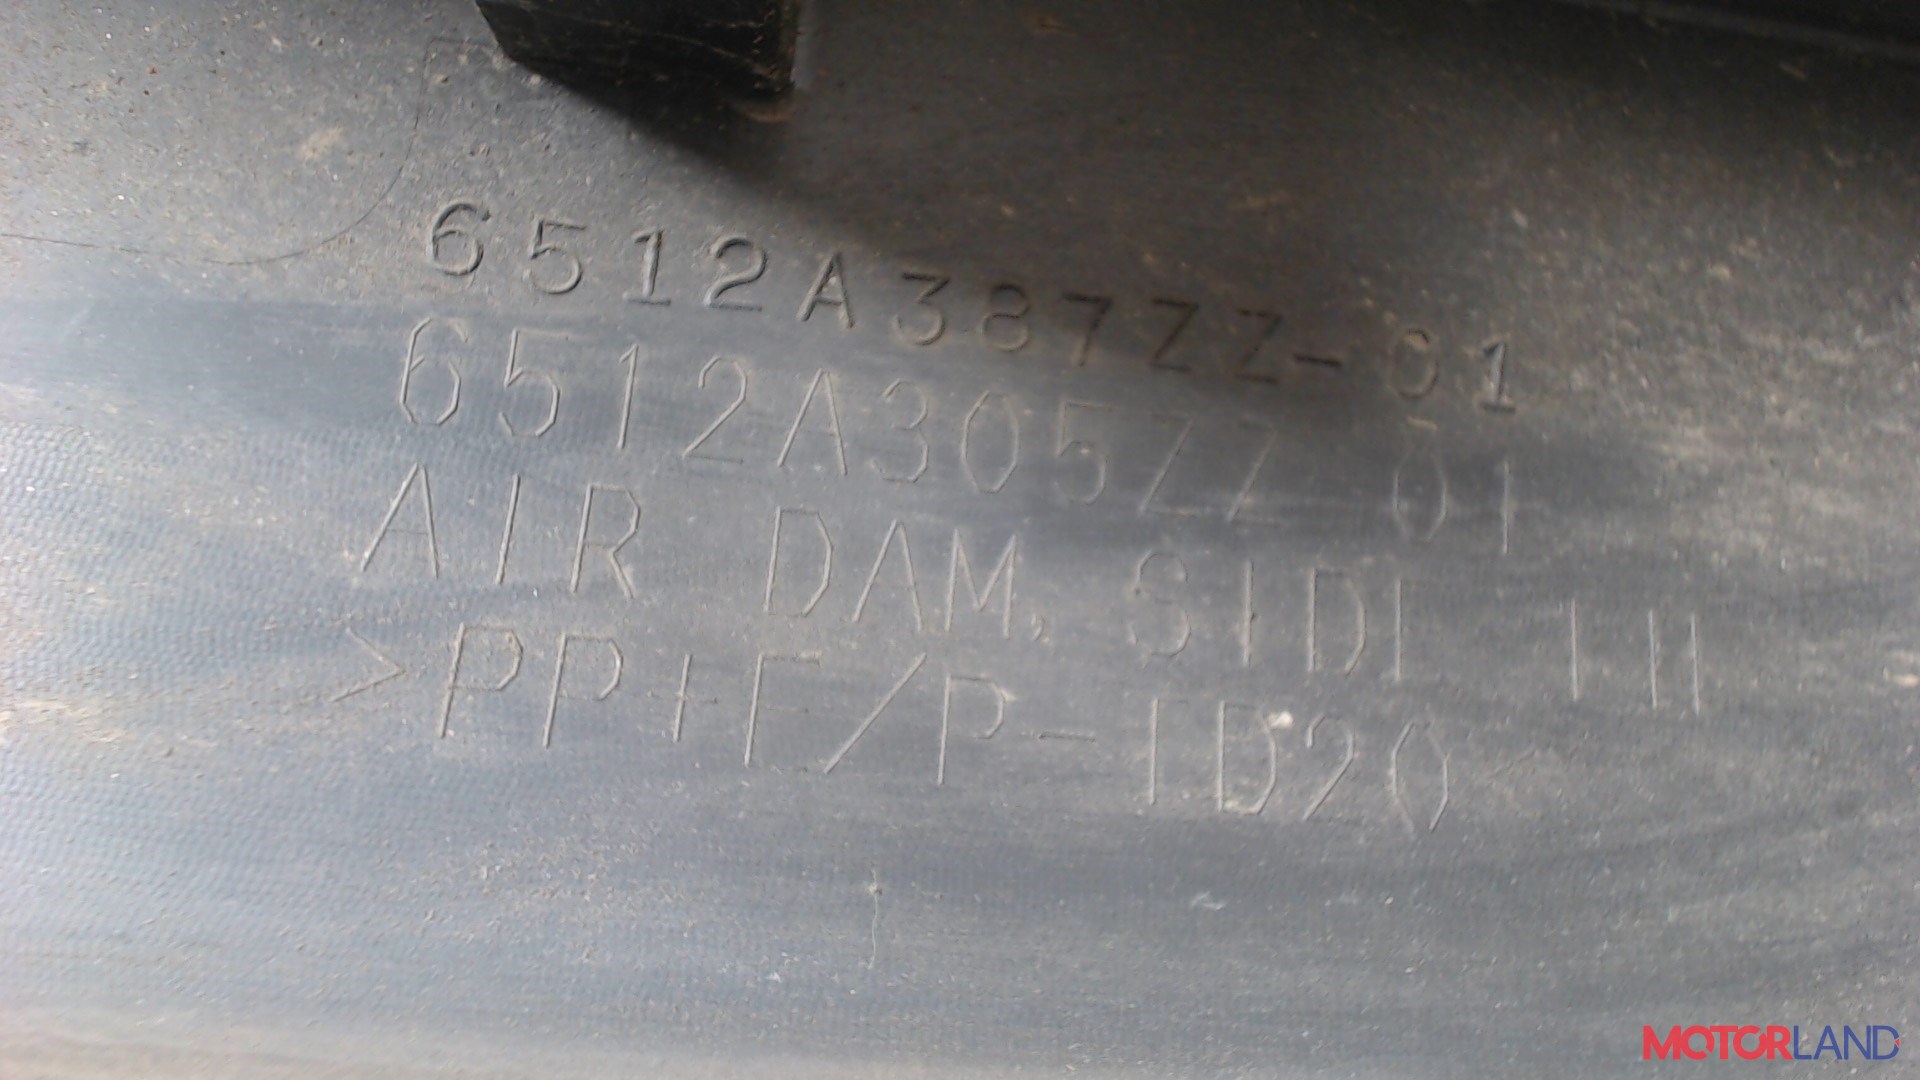 6512A387ZZ-01
6512A305ZZ 01
AIR DAM, SIDE LH
>PP+E/P-TD20
MOTORLAND